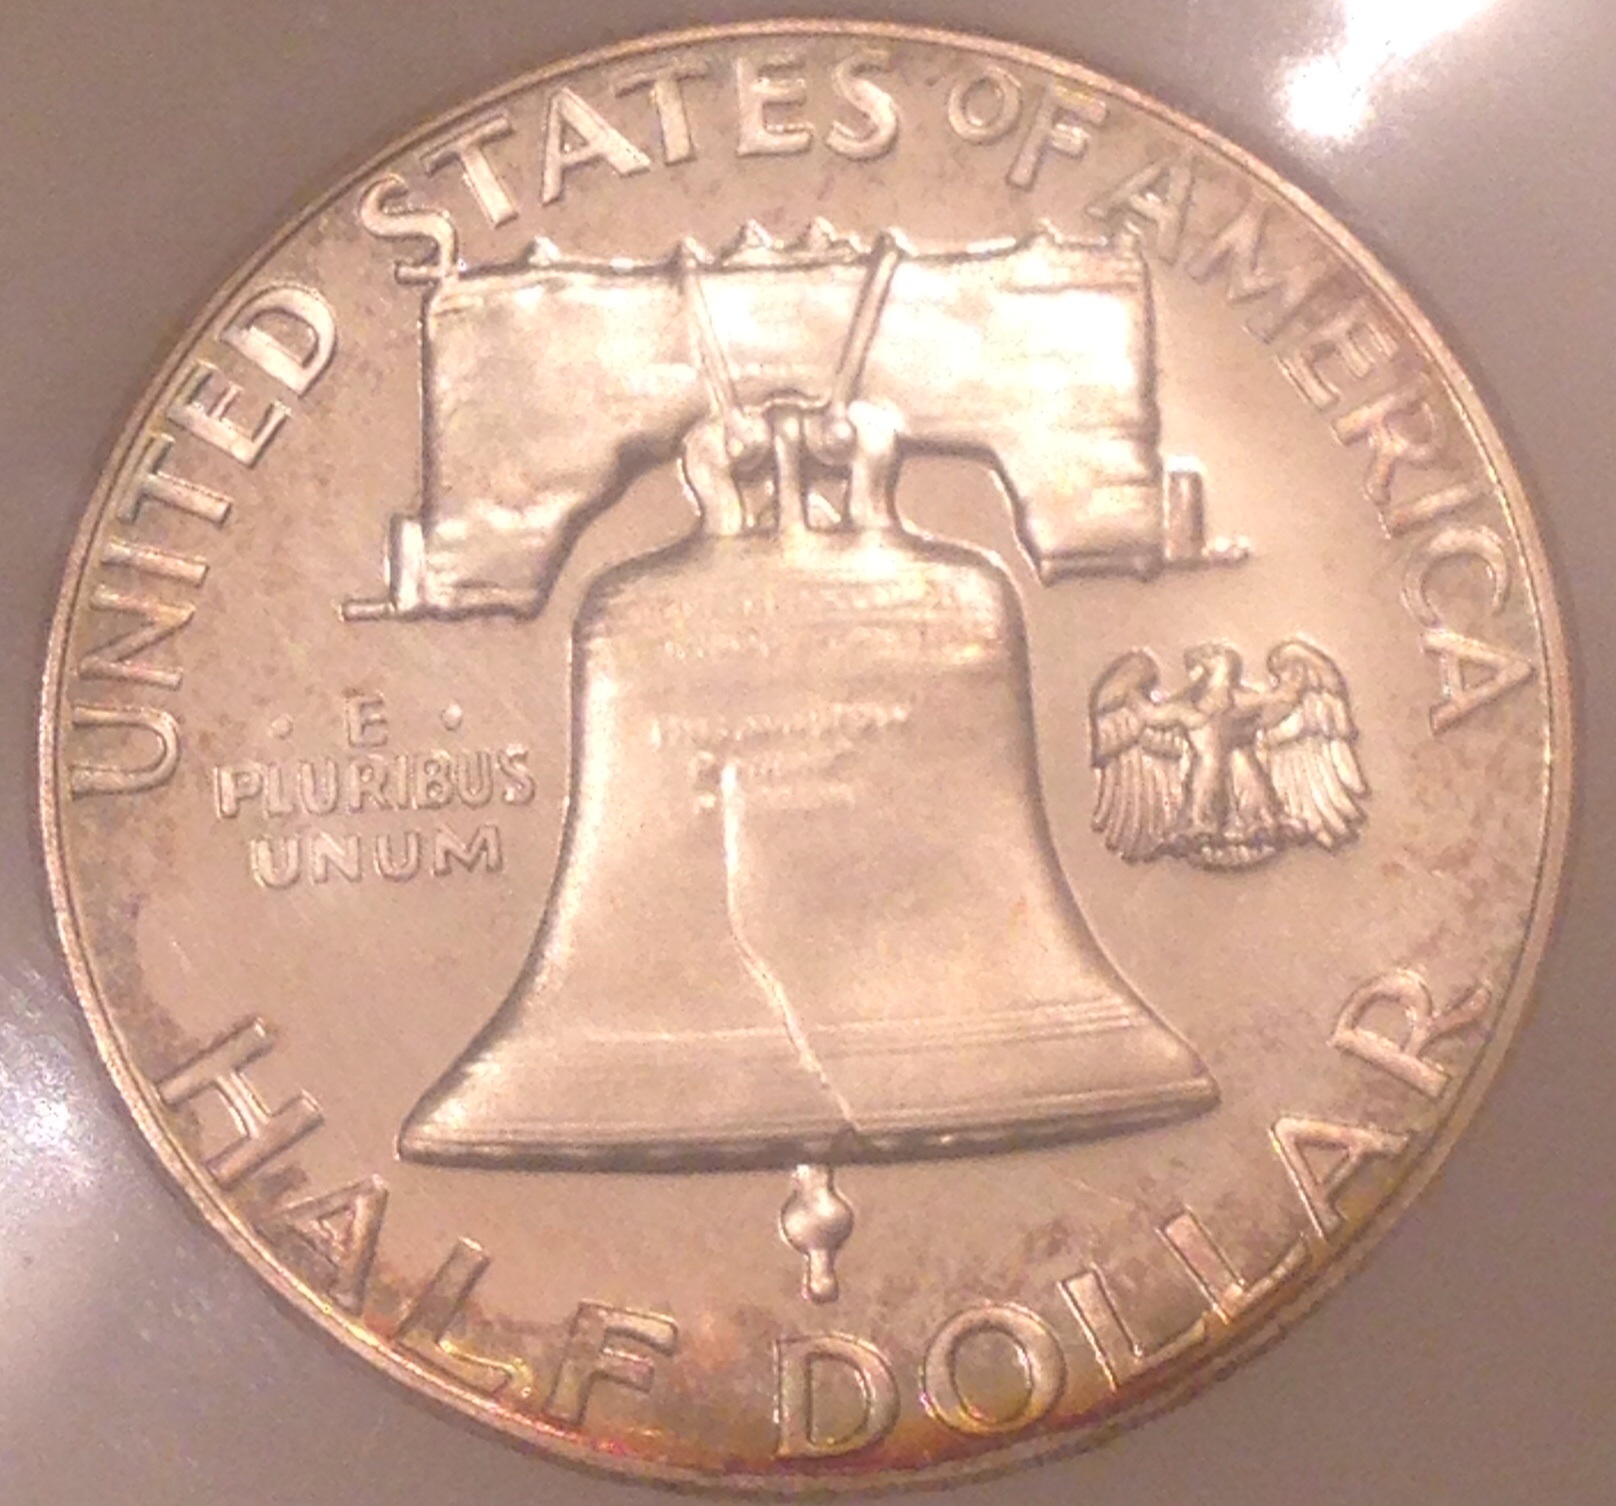 UNITED STATES OF AMERICA
· E ·
PLURIBUS
UNUM
HALF DOLLAR